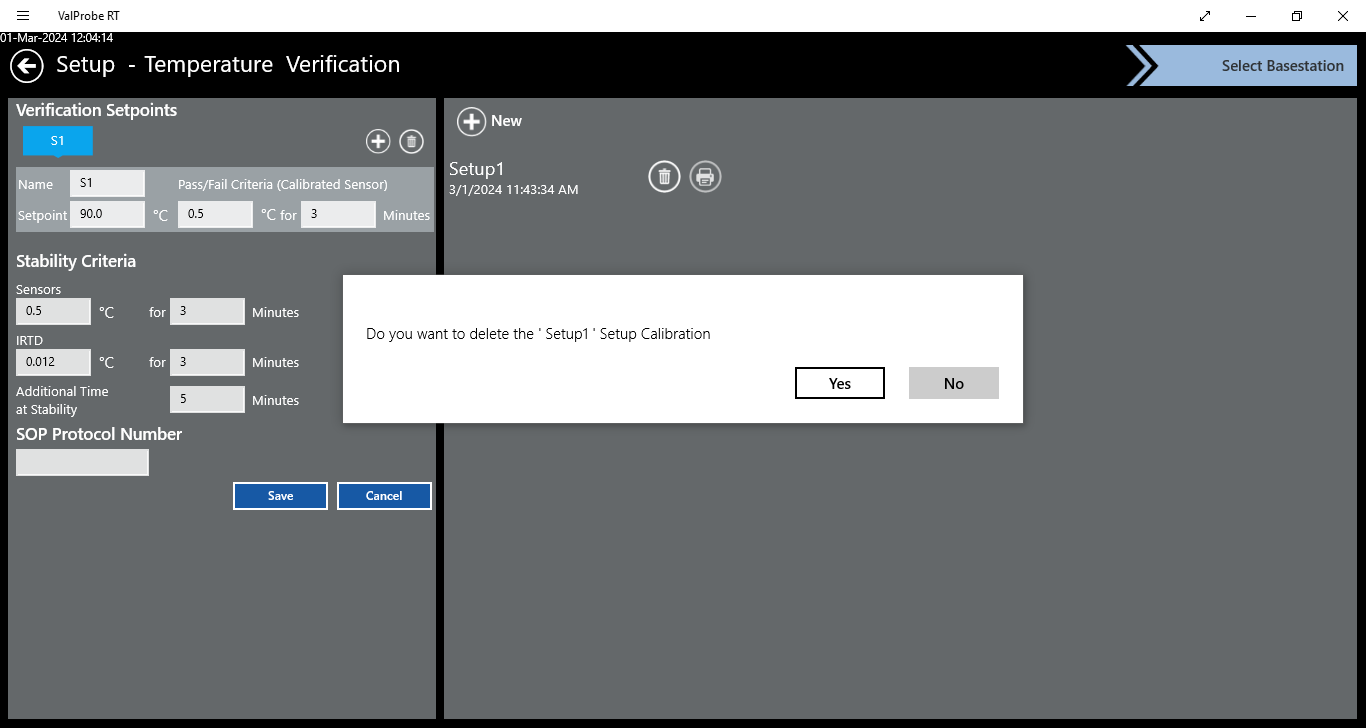 ValProbe RT
01-Mar-2024 12:04:14
Setup - Temperature Verification
Select Basestation
Verification Setpoints
S1
Name S1 Pass/Fail Criteria (Calibrated Sensor)
Setpoint 90.0 °C 0.5 °C for 3 Minutes
Stability Criteria
Sensors
0.5 °C for 3 Minutes
IRTD
0.012 °C for 3 Minutes
Additional Time
at Stability 5 Minutes
SOP Protocol Number
Save Cancel
New
Setup1
3/1/2024 11:43:34 AM
Do you want to delete the ' Setup1 ' Setup Calibration
Yes No